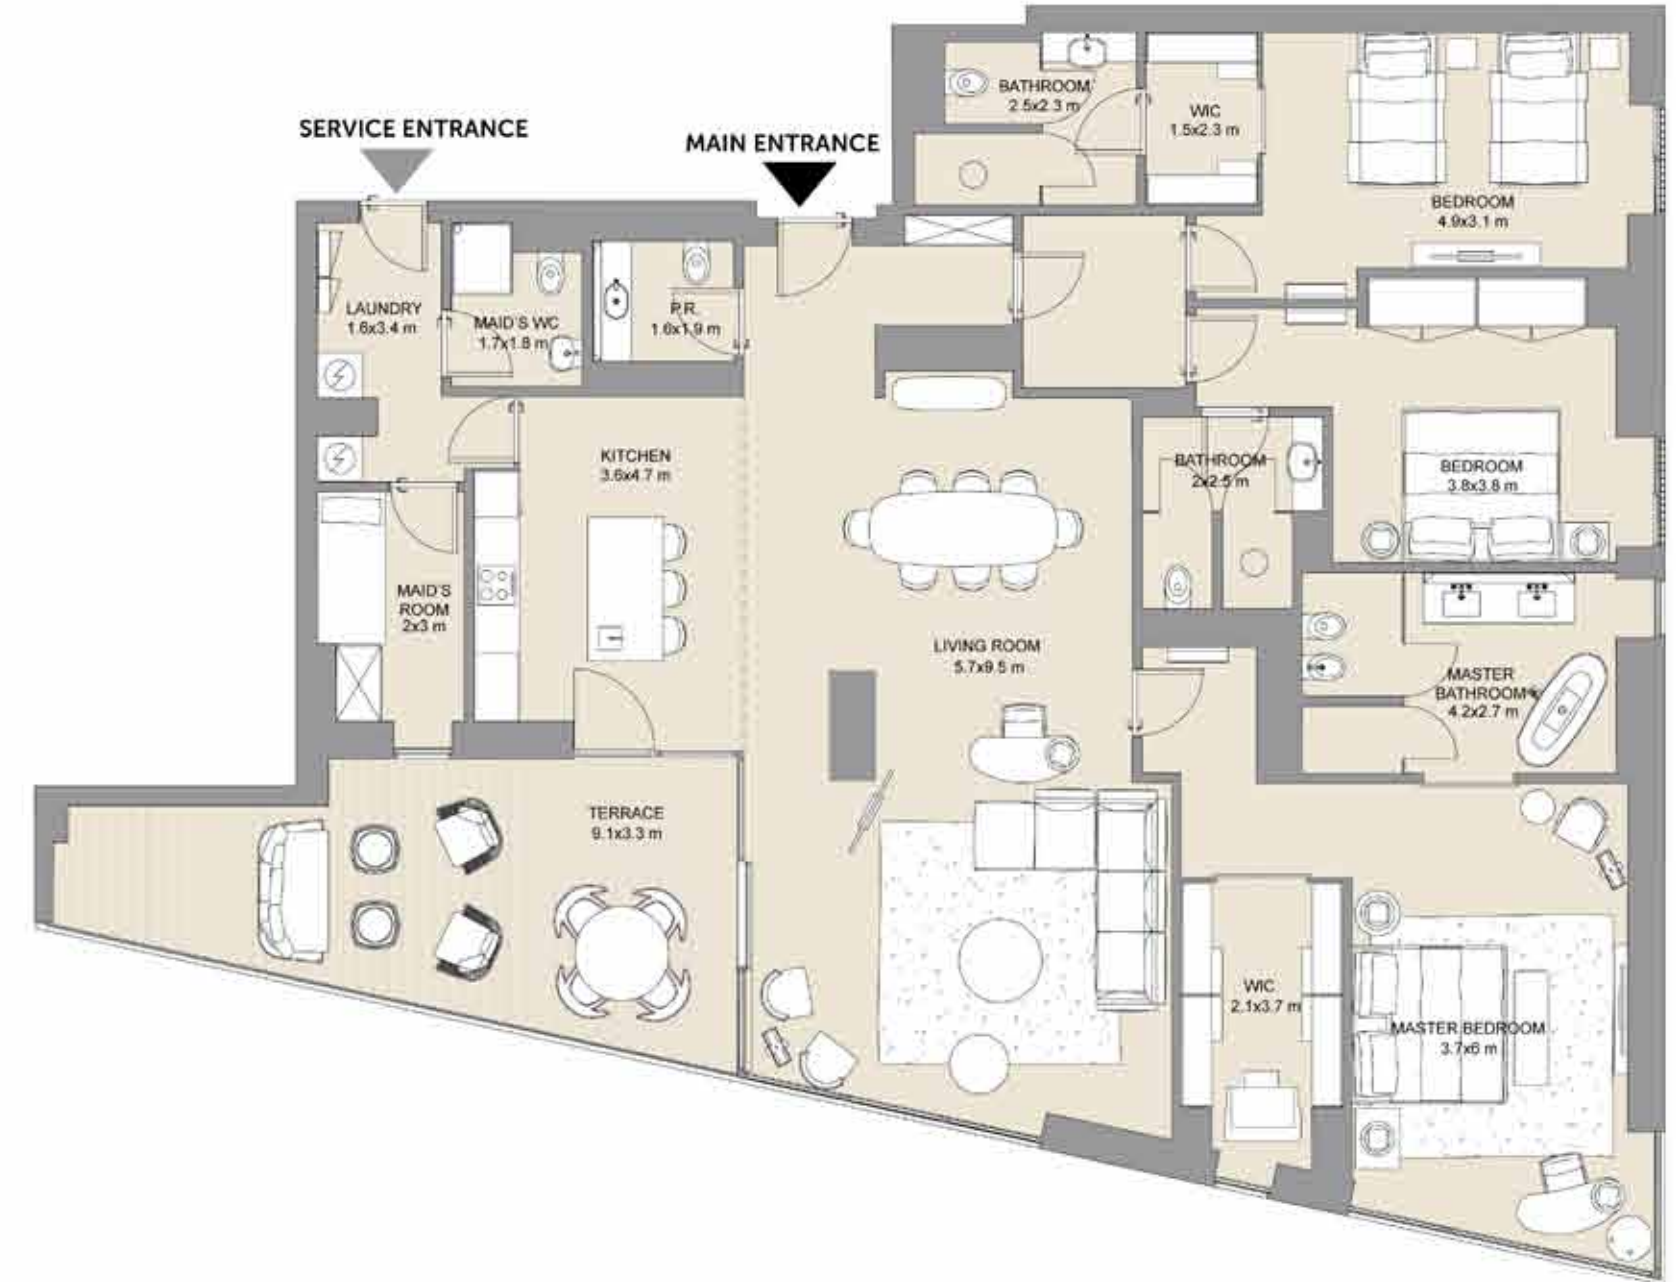 SERVICE ENTRANCE
MAIN ENTRANCE
BATHROOM
2.5x2.3 m
WIC
1.5x2.3 m
BEDROOM
4.9x3.1 m
LAUNDRY
1.6x3.4 m
MAID'S WC
1.7x1.8 m
P.R.
1.6x1.9 m
KITCHEN
3.6x4.7 m
BATHROOM
2x2.5 m
BEDROOM
3.8x3.8 m
MAID'S
ROOM
2x3 m
LIVING ROOM
5.7x9.5 m
MASTER
BATHROOM
4.2x2.7 m
TERRACE
9.1x3.3 m
WIC
2.1x3.7 m
MASTER BEDROOM
3.7x6 m